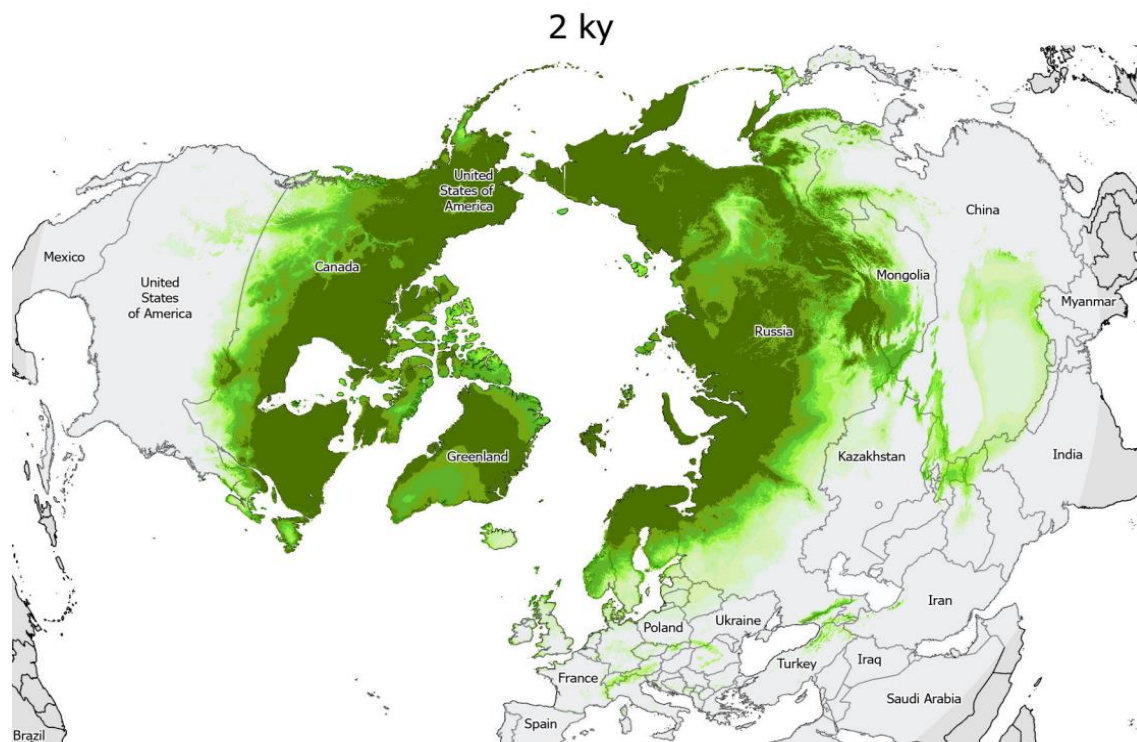 2 ky
United
States of
America
China
Mexico
Canada
Mongolia
United
States
of America
Myanmar
Russia
Greenland
Kazakhstan
India
Iran
Ukraine
Poland
France
Turkey
Iraq
Saudi Arabia
Spain
Brazil